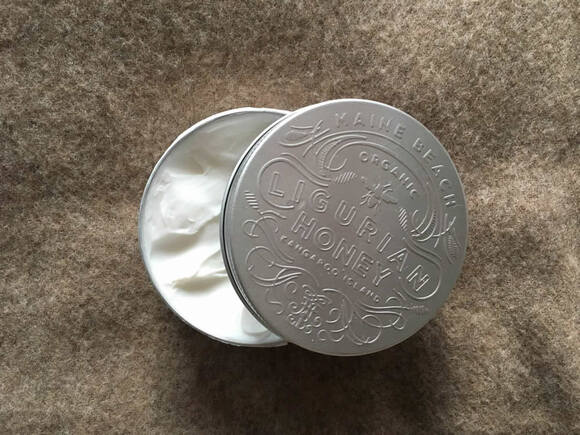 MAINE BEACH
ORGANIC
LIGURIAN
HONEY
KANGAROO ISLAND